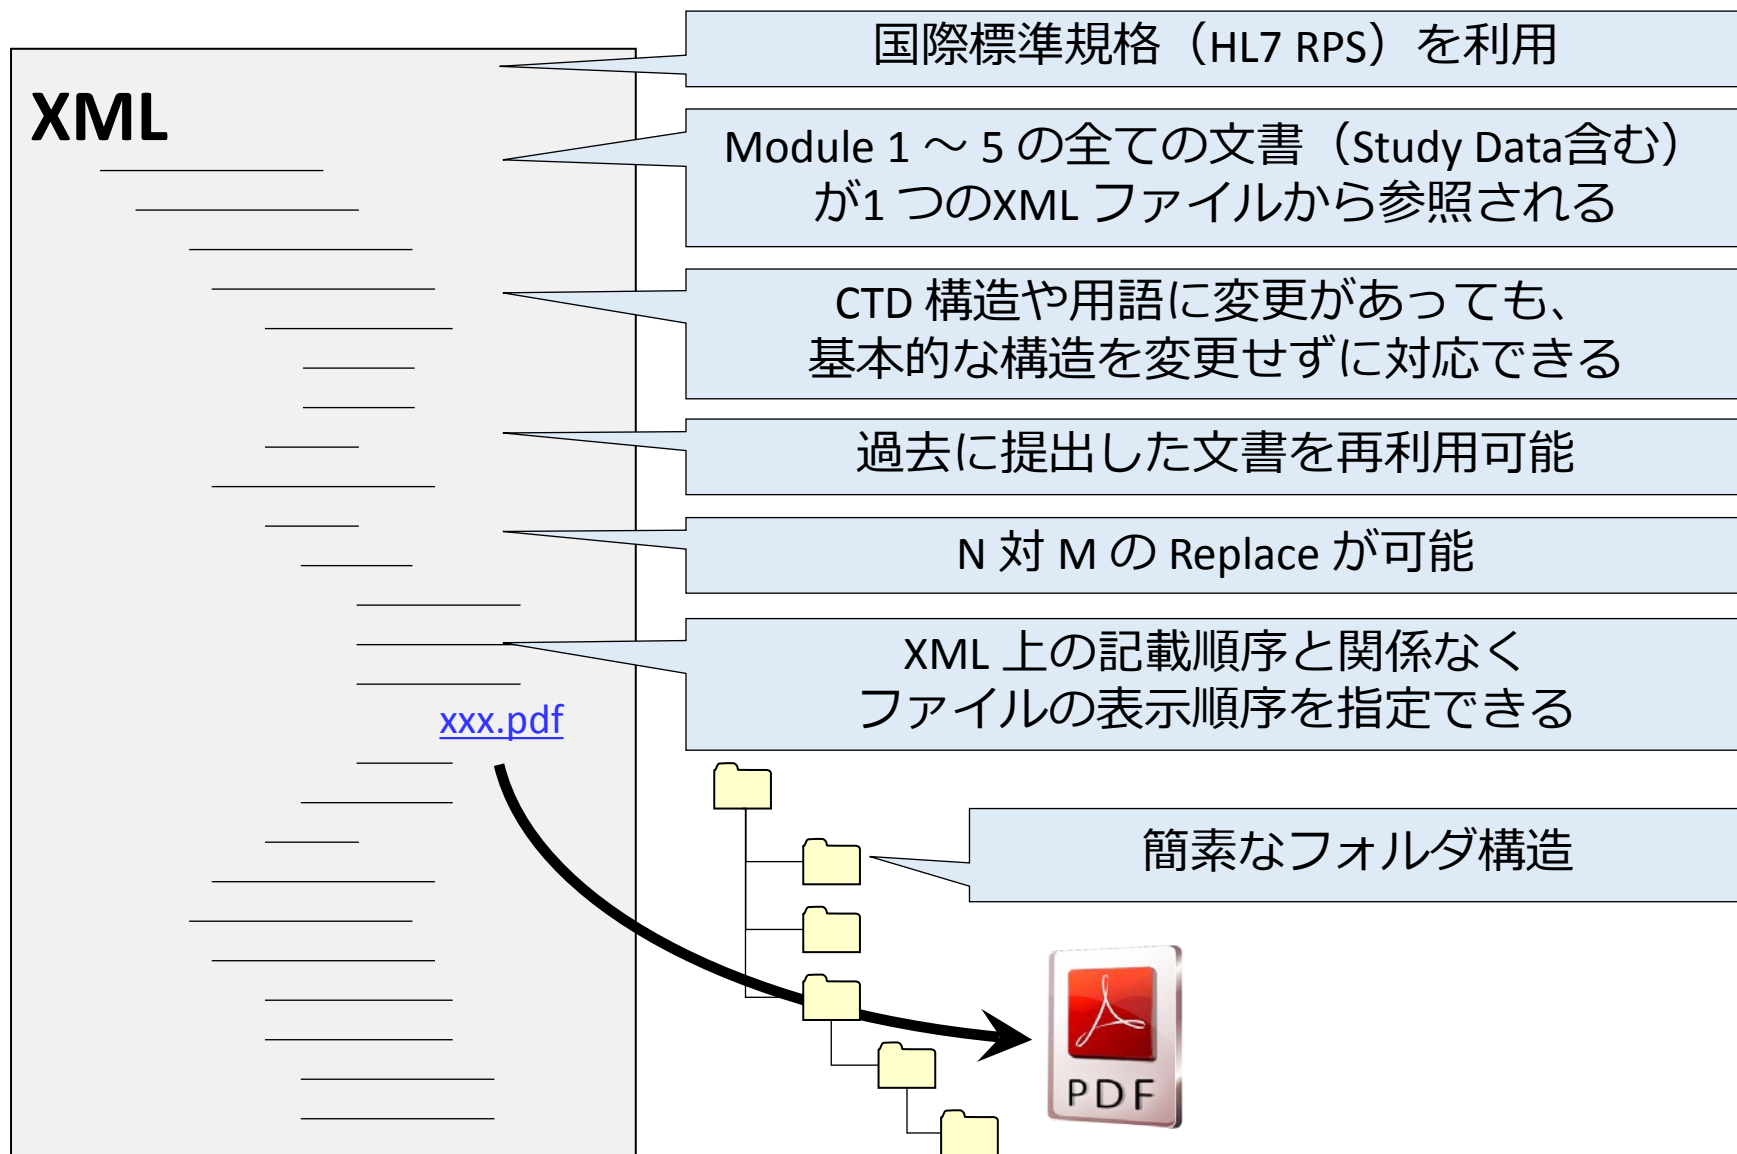 XML
国際標準規格（HL7 RPS）を利用
Module 1 ～ 5 の全ての文書（Study Data含む）
が1 つのXML ファイルから参照される
CTD 構造や用語に変更があっても、
基本的な構造を変更せずに対応できる
過去に提出した文書を再利用可能
N 対 M の Replace が可能
XML 上の記載順序と関係なく
ファイルの表示順序を指定できる
xxx.pdf
簡素なフォルダ構造
PDF